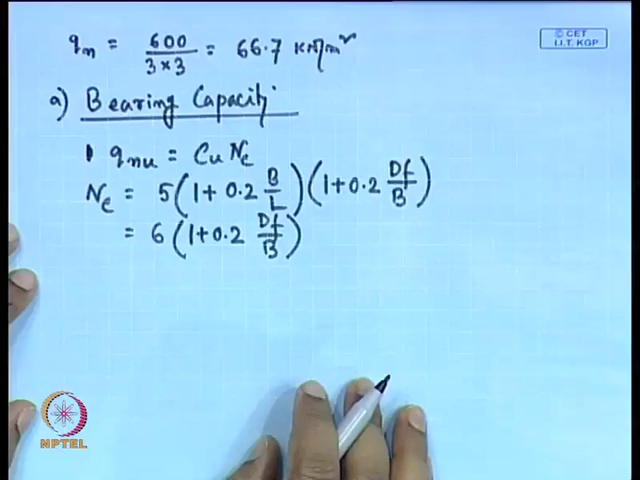 qn = 600 / 3 × 3 = 66.7 kN/m²
© CET
I.I.T. KGP
a) Bearing Capacity
qnu = Cu Nc
Nc = 5 (1 + 0.2 B/L) (1 + 0.2 Df/B)
= 6 (1 + 0.2 Df/B)
NPTEL